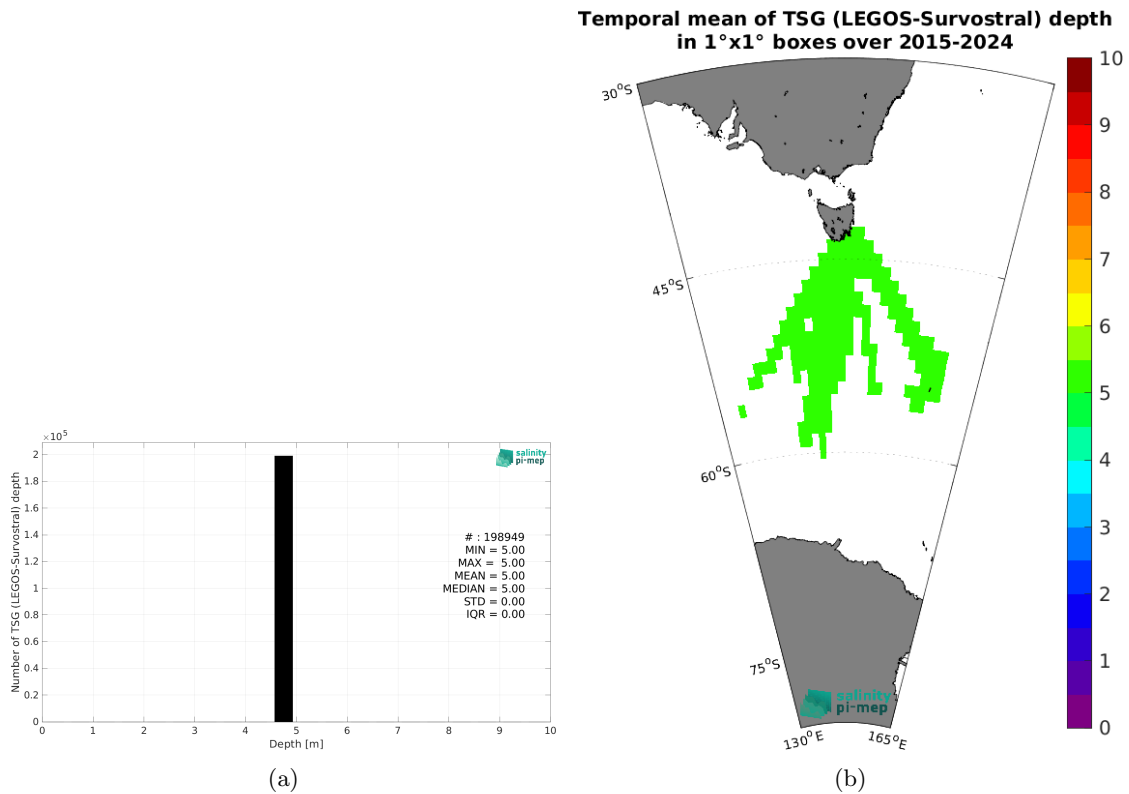 ×10⁵
2
1.8
1.6
1.4
1.2
1
0.8
0.6
0.4
0.2
0
Number of TSG (LEGOS-Survostral) depth
salinity
pi-mep
# : 198949
MIN = 5.00
MAX = 5.00
MEAN = 5.00
MEDIAN = 5.00
STD = 0.00
IQR = 0.00
0 1 2 3 4 5 6 7 8 9 10
Depth [m]
(a)
Temporal mean of TSG (LEGOS-Survostral) depth
in 1°x1° boxes over 2015-2024
30°S
45°S
60°S
75°S
130°E
165°E
salinity
pi-mep
10
9
8
7
6
5
4
3
2
1
0
(b)